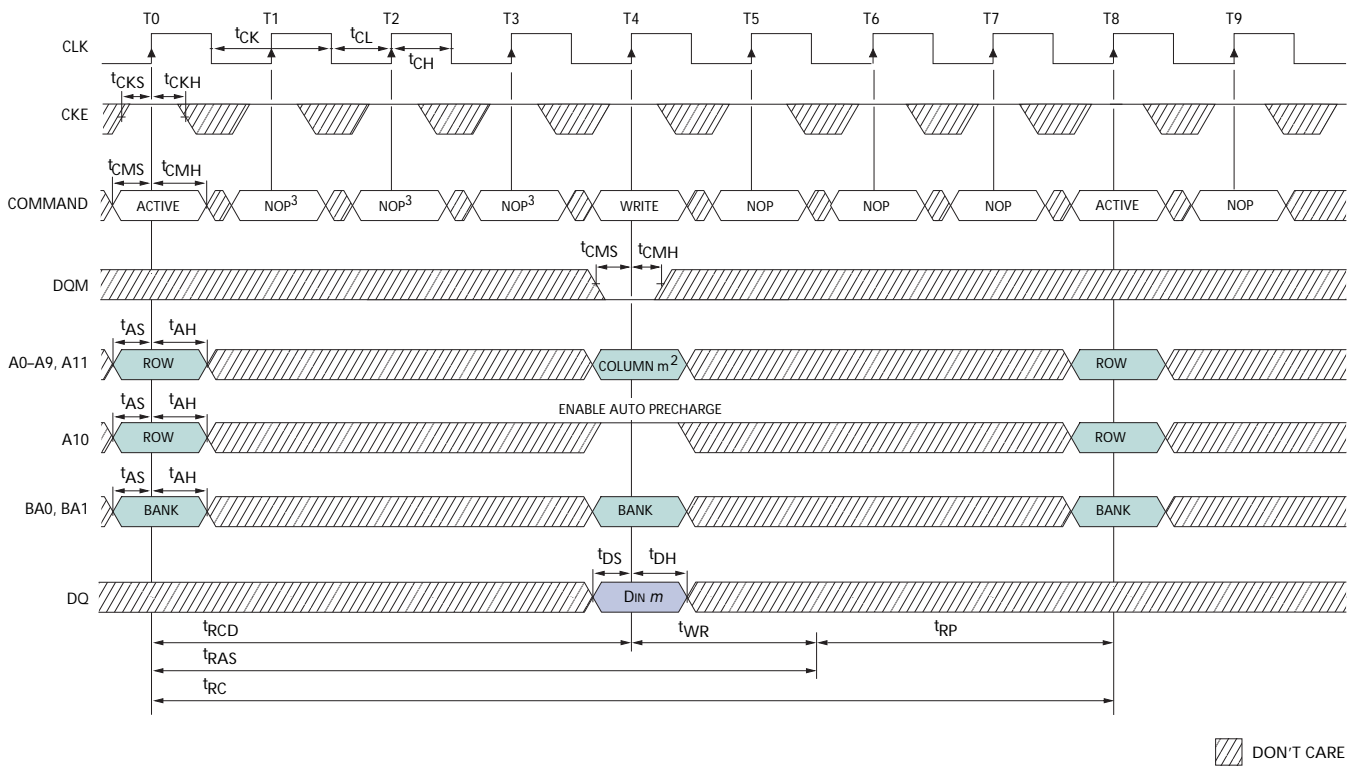 T0 T1 T2 T3 T4 T5 T6 T7 T8 T9
CLK tCK tCL tCH
tCKS tCKH
CKE
tCMS tCMH
COMMAND ACTIVE NOP3 NOP3 NOP3 WRITE NOP NOP NOP ACTIVE NOP
tCMS tCMH
DQM
tAS tAH
A0–A9, A11 ROW COLUMN m2 ROW
tAS tAH ENABLE AUTO PRECHARGE
A10 ROW ROW
tAS tAH
BA0, BA1 BANK BANK BANK
tDS tDH
DQ DIN m
tRCD tWR tRP
tRAS
tRC
DON'T CARE